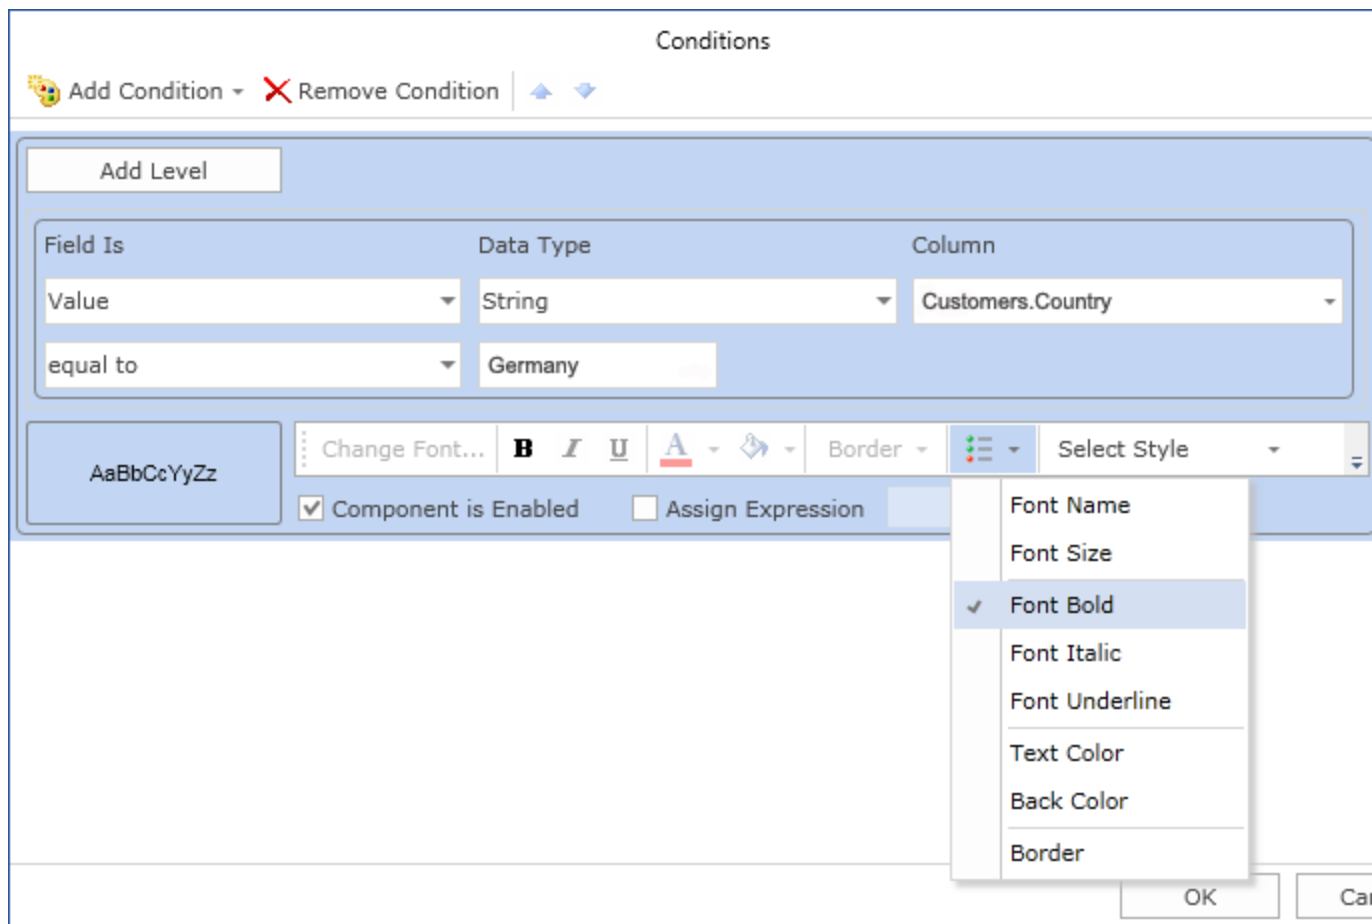 Conditions
Add Condition Remove Condition
Add Level
Field Is Data Type Column
Value String Customers.Country
equal to Germany
AaBbCcYyZz
Change Font... B I U A Border Select Style
Component is Enabled Assign Expression
Font Name
Font Size
Font Bold
Font Italic
Font Underline
Text Color
Back Color
Border
OK